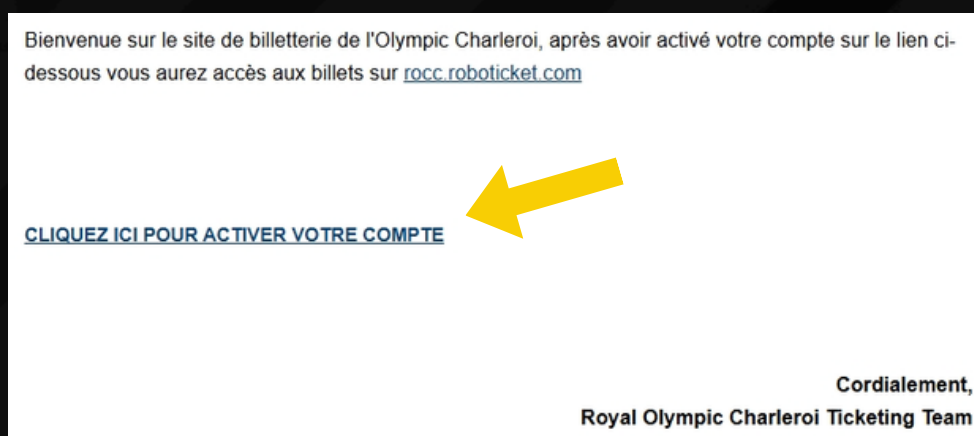 Bienvenue sur le site de billetterie de l'Olympic Charleroi, après avoir activé votre compte sur le lien ci-
dessous vous aurez accès aux billets sur rocc.roboticket.com
CLIQUEZ ICI POUR ACTIVER VOTRE COMPTE
Cordialement,
Royal Olympic Charleroi Ticketing Team